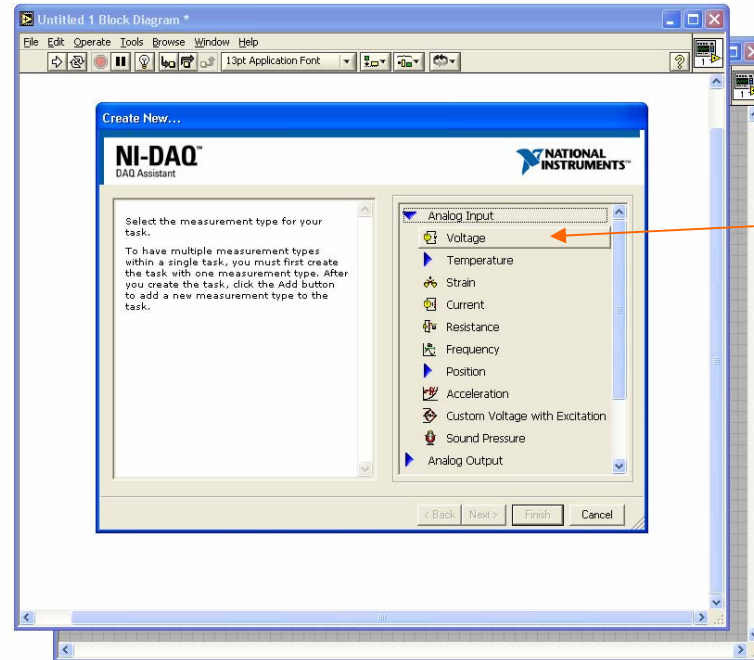 Untitled 1 Block Diagram *
File Edit Operate Tools Browse Window Help
13pt Application Font
?
1
1
Create New...
NI-DAQ™
DAQ Assistant
NATIONAL
INSTRUMENTS™
Select the measurement type for your
task.
To have multiple measurement types
within a single task, you must first create
the task with one measurement type. After
you create the task, click the Add button
to add a new measurement type to the
task.
Analog Input
Voltage
Temperature
Strain
Current
Resistance
Frequency
Position
Acceleration
Custom Voltage with Excitation
Sound Pressure
Analog Output
< Back Next > Finish Cancel